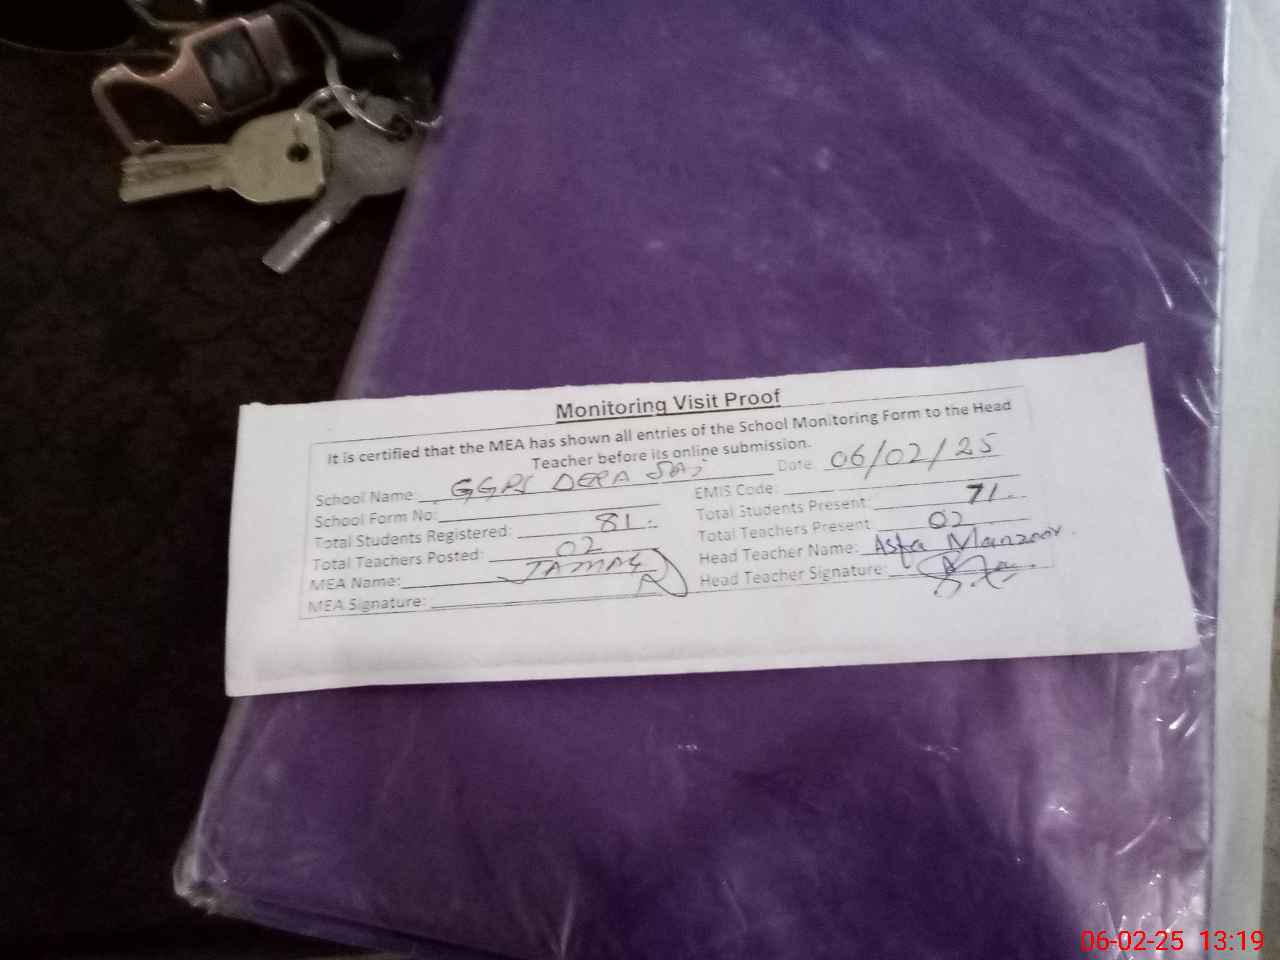 Monitoring Visit Proof
It is certified that the MEA has shown all entries of the School Monitoring Form to the Head
Teacher before its online submission.
School Name: GGPS DERA Date 06/02/25
School Form No: EMIS Code:
Total Students Registered: 81 Total Students Present: 71
Total Teachers Posted: 02 Total Teachers Present 02
MEA Name: Head Teacher Name: Manzoor
MEA Signature: Head Teacher Signature:
06-02-25 13:19